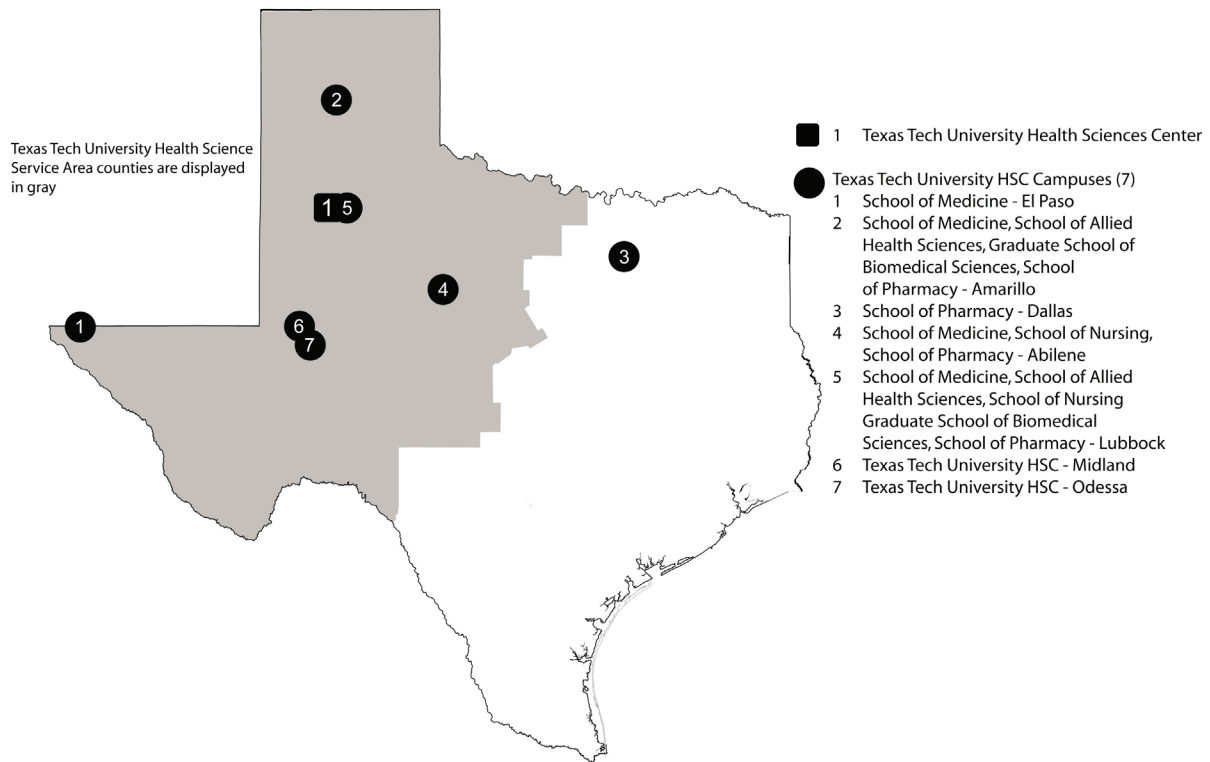 2
Texas Tech University Health Science
Service Area counties are displayed
in gray
1 5
3
4
1
6
7
1 Texas Tech University Health Sciences Center
Texas Tech University HSC Campuses (7)
1 School of Medicine - El Paso
2 School of Medicine, School of Allied
Health Sciences, Graduate School of
Biomedical Sciences, School
of Pharmacy - Amarillo
3 School of Pharmacy - Dallas
4 School of Medicine, School of Nursing,
School of Pharmacy - Abilene
5 School of Medicine, School of Allied
Health Sciences, School of Nursing
Graduate School of Biomedical
Sciences, School of Pharmacy - Lubbock
6 Texas Tech University HSC - Midland
7 Texas Tech University HSC - Odessa